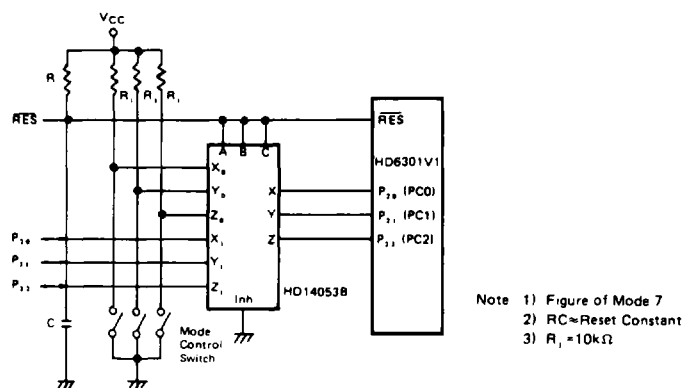 VCC
R
R₁ R₁ R₁
RES
A B C
RES
HD6301V1
X₀
Y₀
Z₀
X
Y
Z
P₂₀ (PC0)
P₂₁ (PC1)
P₂₂ (PC2)
P₂₀
P₂₁
P₂₂
X₁
Y₁
Z₁
Inh
HD14053B
C
Mode
Control
Switch
Note 1) Figure of Mode 7
2) RC≈Reset Constant
3) R₁ =10kΩ